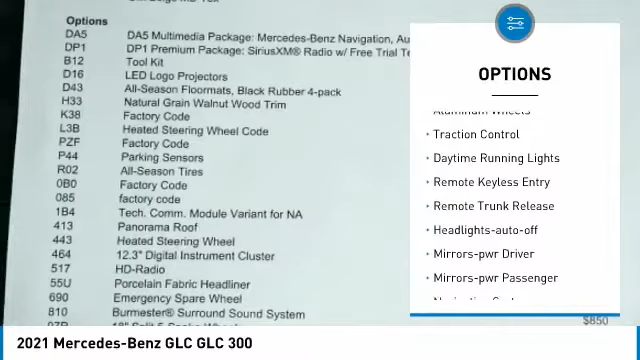 Options
DA5 DA5 Multimedia Package: Mercedes-Benz Navigation, Au
DP1 DP1 Premium Package: SiriusXM® Radio w/ Free Trial Te
B12 Tool Kit
D16 LED Logo Projectors
D43 All-Season Floormats, Black Rubber 4-pack
H33 Natural Grain Walnut Wood Trim
K38 Factory Code
L3B Heated Steering Wheel Code
PZF Factory Code
P44 Parking Sensors
R02 All-Season Tires
0B0 Factory Code
085 factory code
1B4 Tech. Comm. Module Variant for NA
413 Panorama Roof
443 Heated Steering Wheel
464 12.3" Digital Instrument Cluster
517 HD-Radio
55U Porcelain Fabric Headliner
690 Emergency Spare Wheel
810 Burmester® Surround Sound System
$850
OPTIONS
Aluminum Wheels
Traction Control
Daytime Running Lights
Remote Keyless Entry
Remote Trunk Release
Headlights-auto-off
Mirrors-pwr Driver
Mirrors-pwr Passenger
2021 Mercedes-Benz GLC GLC 300